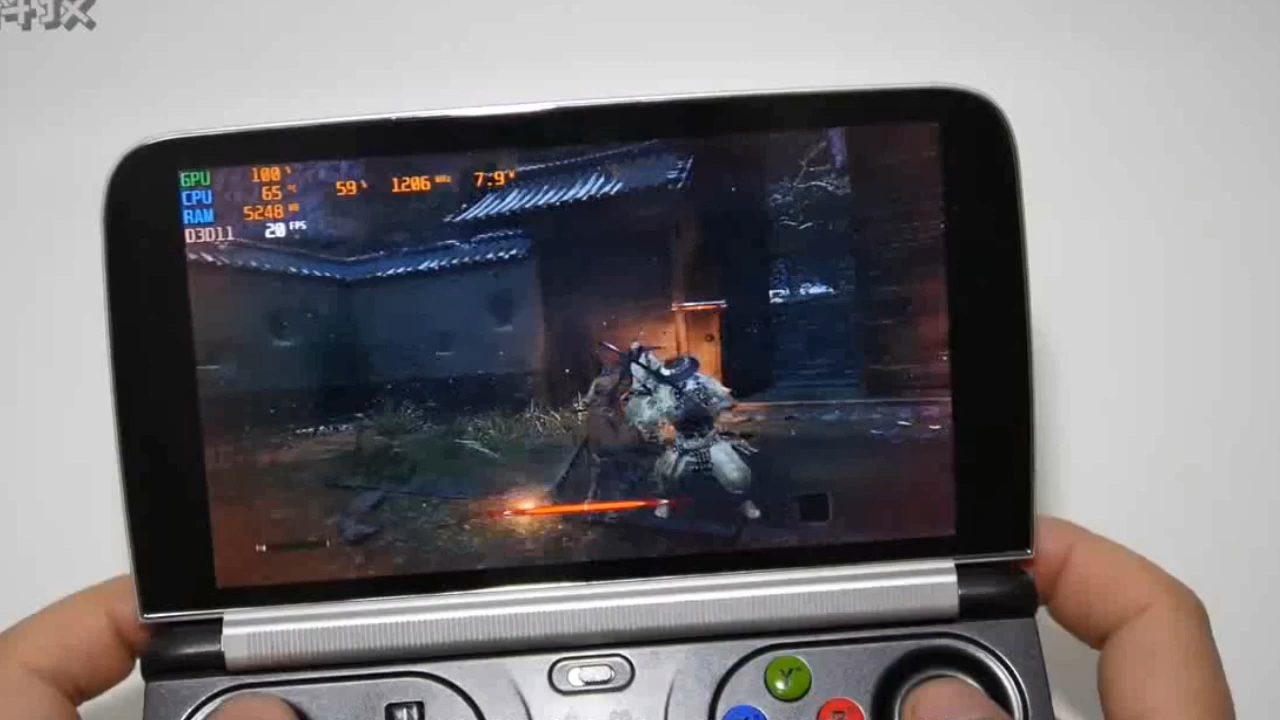 科技
GPU 100 %
CPU 65 °C 59 % 1206 MHz 7.9 W
RAM 5248 MB
D3D11 20 FPS
Y